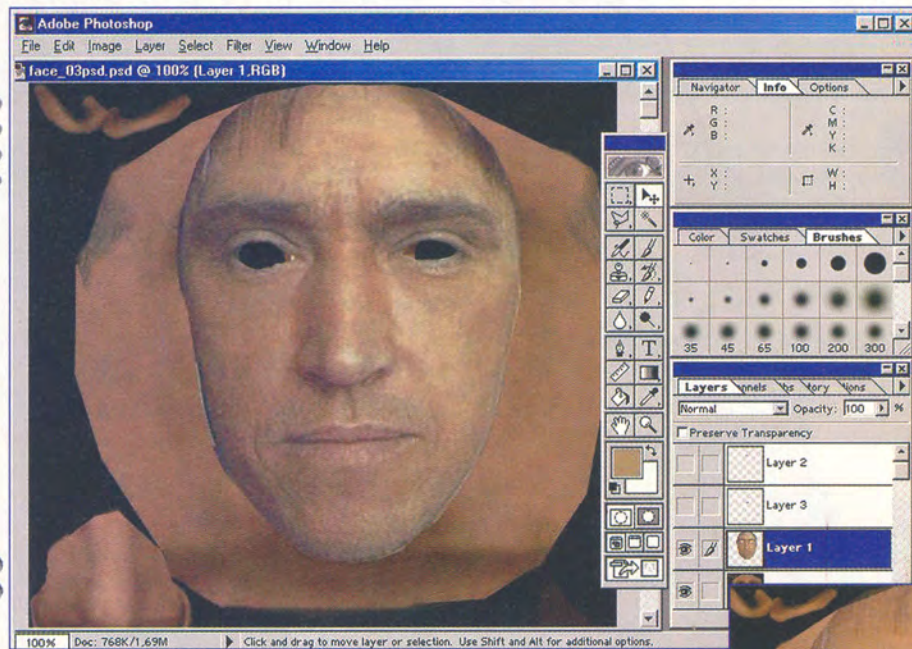 Adobe Photoshop
File Edit Image Layer Select Filter View Window Help
face_03psd.psd @ 100% (Layer 1,RGB)
Navigator Info Options
R :
G :
B :
C :
M :
Y :
K :
X :
Y :
W :
H :
Color Swatches Brushes
35 45 65 100 200 300
Layers
Normal Opacity: 100 %
Preserve Transparency
Layer 2
Layer 3
Layer 1
100% Doc: 768K/1,69M Click and drag to move layer or selection. Use Shift and Alt for additional options.